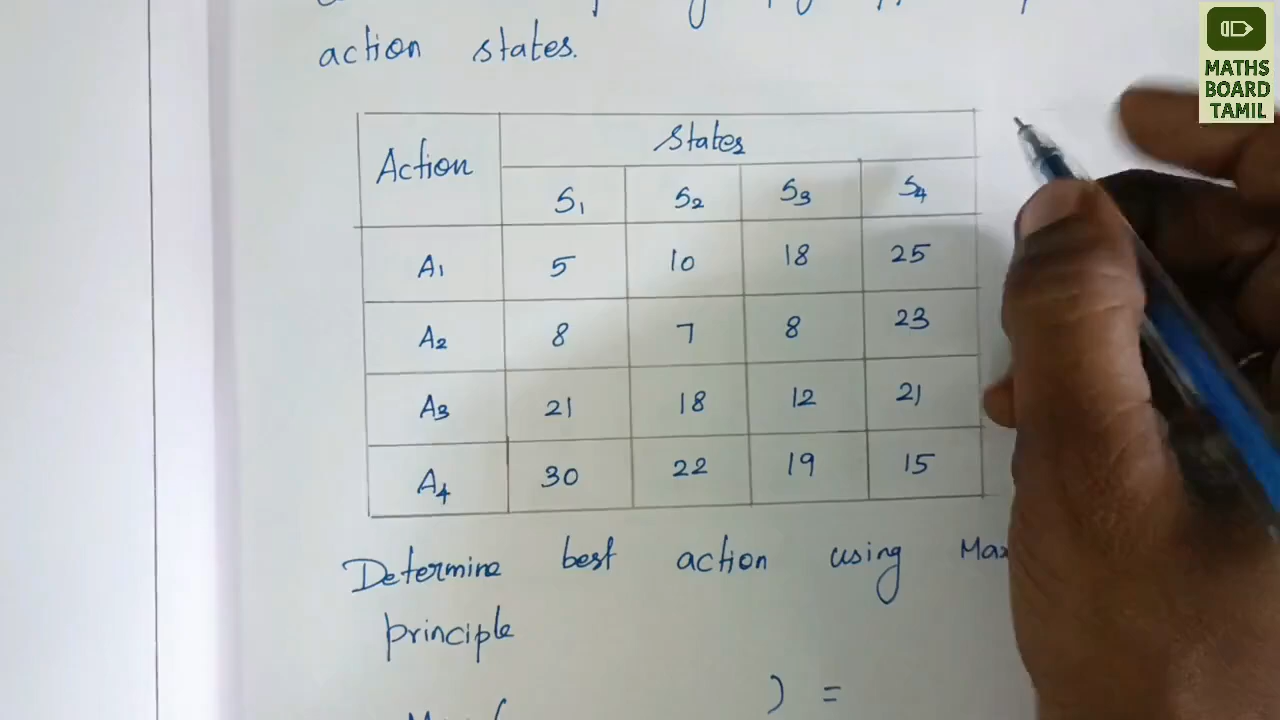 action states.
Action States
S1 S2 S3 S4
A1 5 10 18 25
A2 8 7 8 23
A3 21 18 12 21
A4 30 22 19 15
Determine best action using
principle
) =
MATHS
BOARD
TAMIL